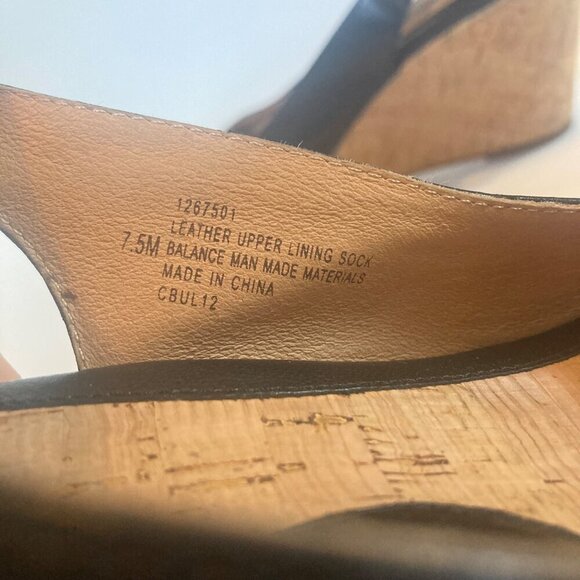 1267501
LEATHER UPPER LINING SOCK
7.5M BALANCE MAN MADE MATERIALS
MADE IN CHINA
CBUL12